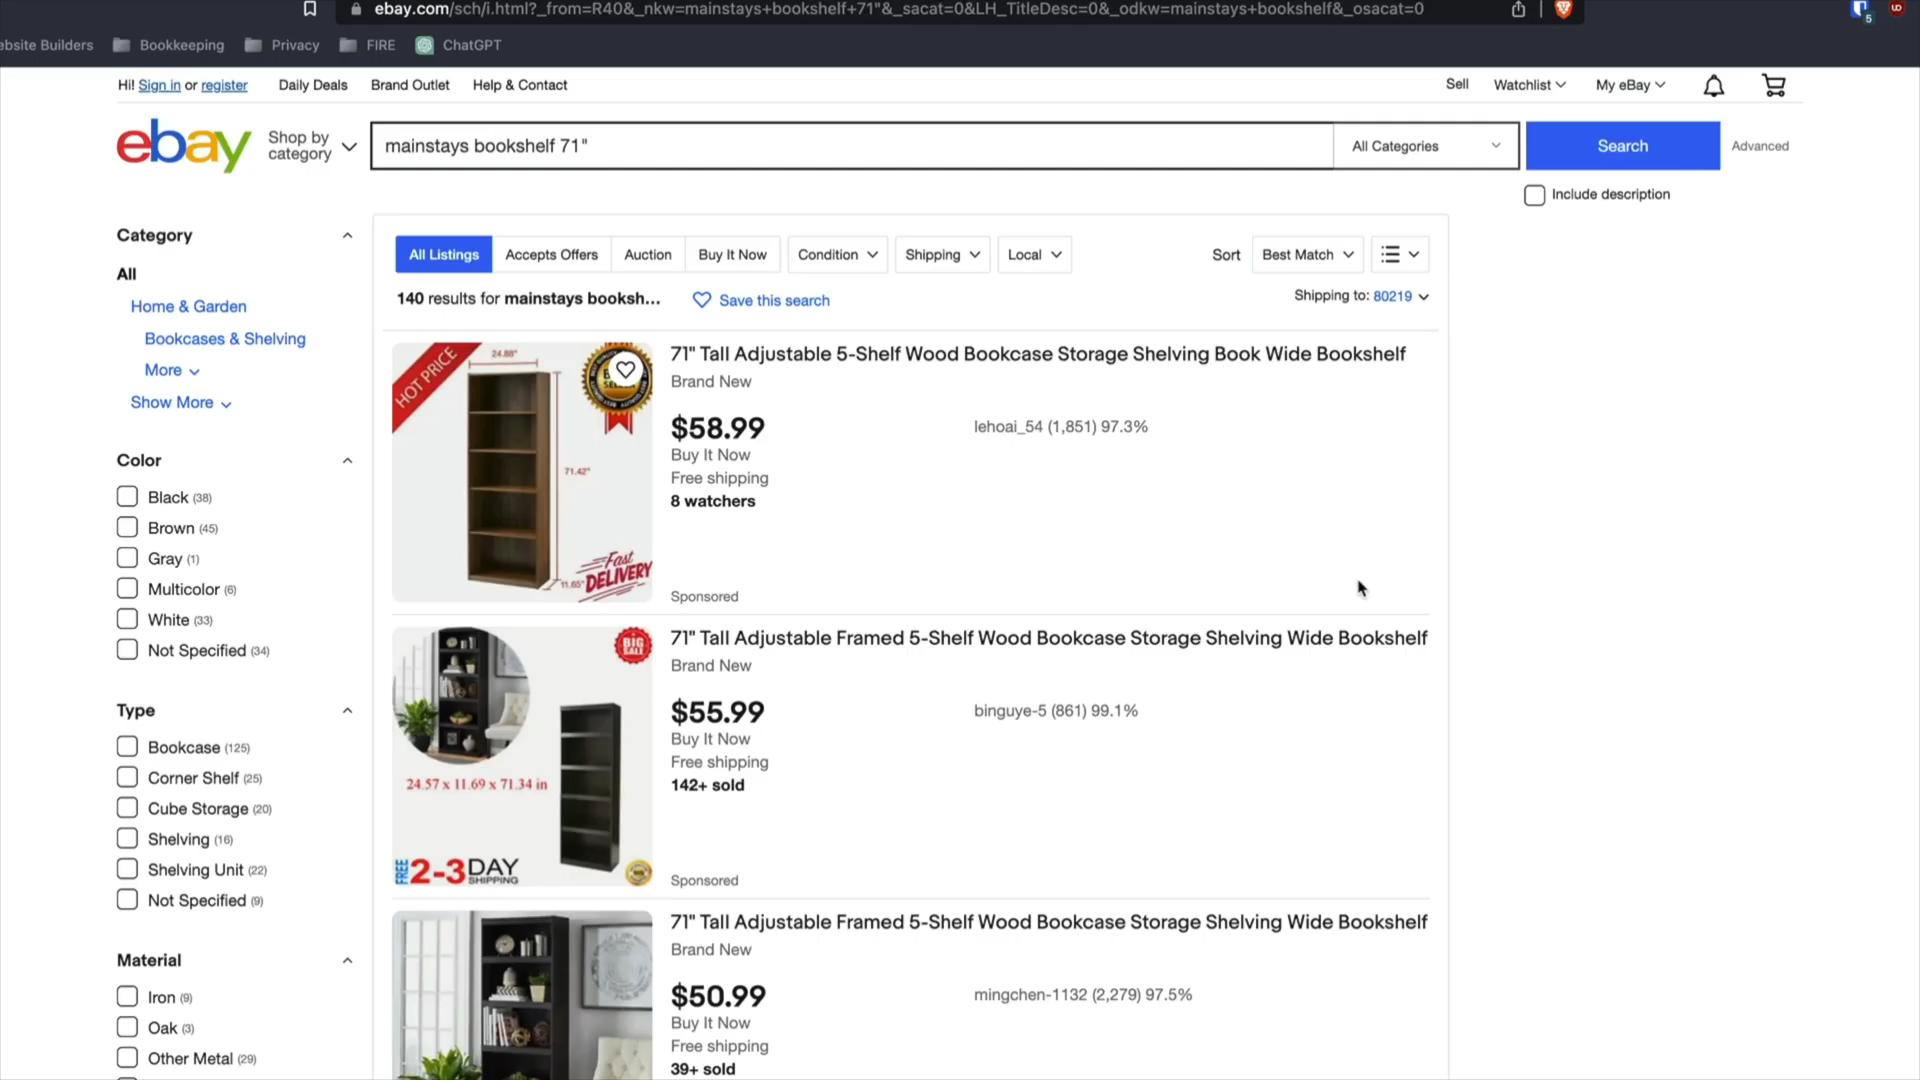 ebay.com/sch/i.html?_from=R40&_nkw=mainstays+bookshelf+71"&_sacat=0&LH_TitleDesc=0&_odkw=mainstays+bookshelf&_osacat=0
5
UD
ebsite Builders
Bookkeeping
Privacy
FIRE
ChatGPT
Hi! Sign in or register
Daily Deals
Brand Outlet
Help & Contact
Sell
Watchlist
My eBay
ebay
Shop by
category
mainstays bookshelf 71"
All Categories
Search
Advanced
Include description
Category
All
Home & Garden
Bookcases & Shelving
More
Show More
Color
Black (38)
Brown (45)
Gray (1)
Multicolor (6)
White (33)
Not Specified (34)
Type
Bookcase (125)
Corner Shelf (25)
Cube Storage (20)
Shelving (16)
Shelving Unit (22)
Not Specified (9)
Material
Iron (9)
Oak (3)
Other Metal (29)
All Listings
Accepts Offers
Auction
Buy It Now
Condition
Shipping
Local
Sort
Best Match
140 results for mainstays booksh...
Save this search
Shipping to: 80219
HOT PRICE
24.88"
71.42"
11.65"
Fast
DELIVERY
71" Tall Adjustable 5-Shelf Wood Bookcase Storage Shelving Book Wide Bookshelf
Brand New
$58.99
lehoai_54 (1,851) 97.3%
Buy It Now
Free shipping
8 watchers
Sponsored
BIG
SALE
24.57 x 11.69 x 71.34 in
FREE
2-3 DAY
SHIPPING
71" Tall Adjustable Framed 5-Shelf Wood Bookcase Storage Shelving Wide Bookshelf
Brand New
$55.99
binguye-5 (861) 99.1%
Buy It Now
Free shipping
142+ sold
Sponsored
71" Tall Adjustable Framed 5-Shelf Wood Bookcase Storage Shelving Wide Bookshelf
Brand New
$50.99
mingchen-1132 (2,279) 97.5%
Buy It Now
Free shipping
39+ sold